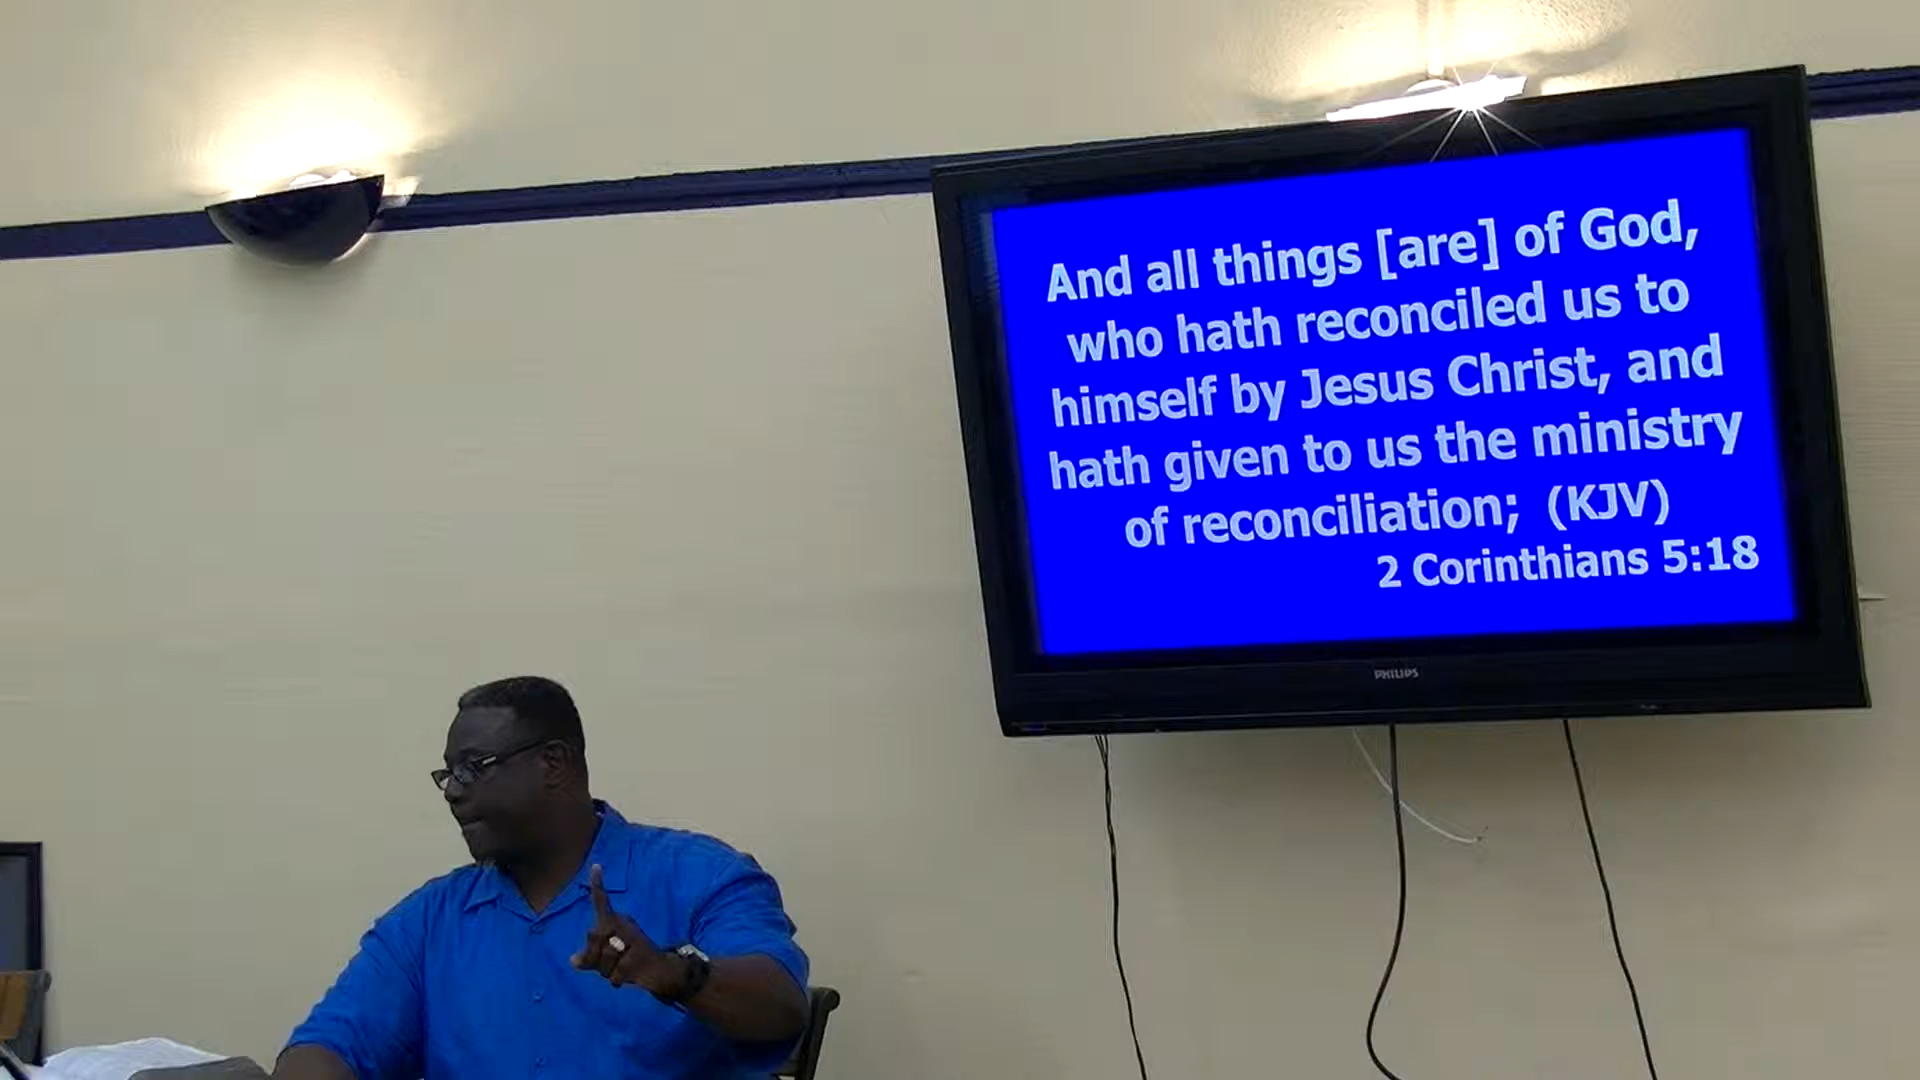 And all things [are] of God,
who hath reconciled us to
himself by Jesus Christ, and
hath given to us the ministry
of reconciliation; (KJV)
2 Corinthians 5:18
PHILIPS